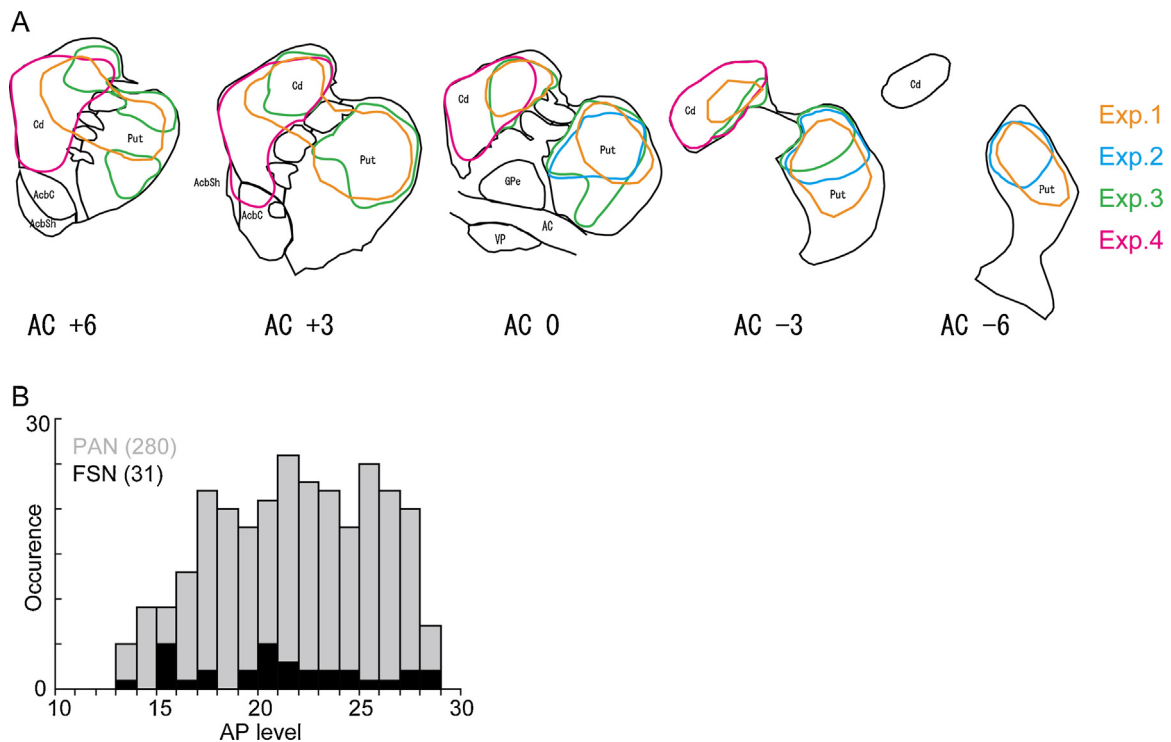 A
Cd
Put
AcbC
AcbSh
Cd
Put
AcbSh
AcbC
Cd
Put
GPe
AC
VP
Cd
Put
Cd
Put
Exp.1
Exp.2
Exp.3
Exp.4
AC +6 AC +3 AC 0 AC -3 AC -6
B
30
PAN (280)
FSN (31)
Occurence
0
10 15 20 25 30
AP level